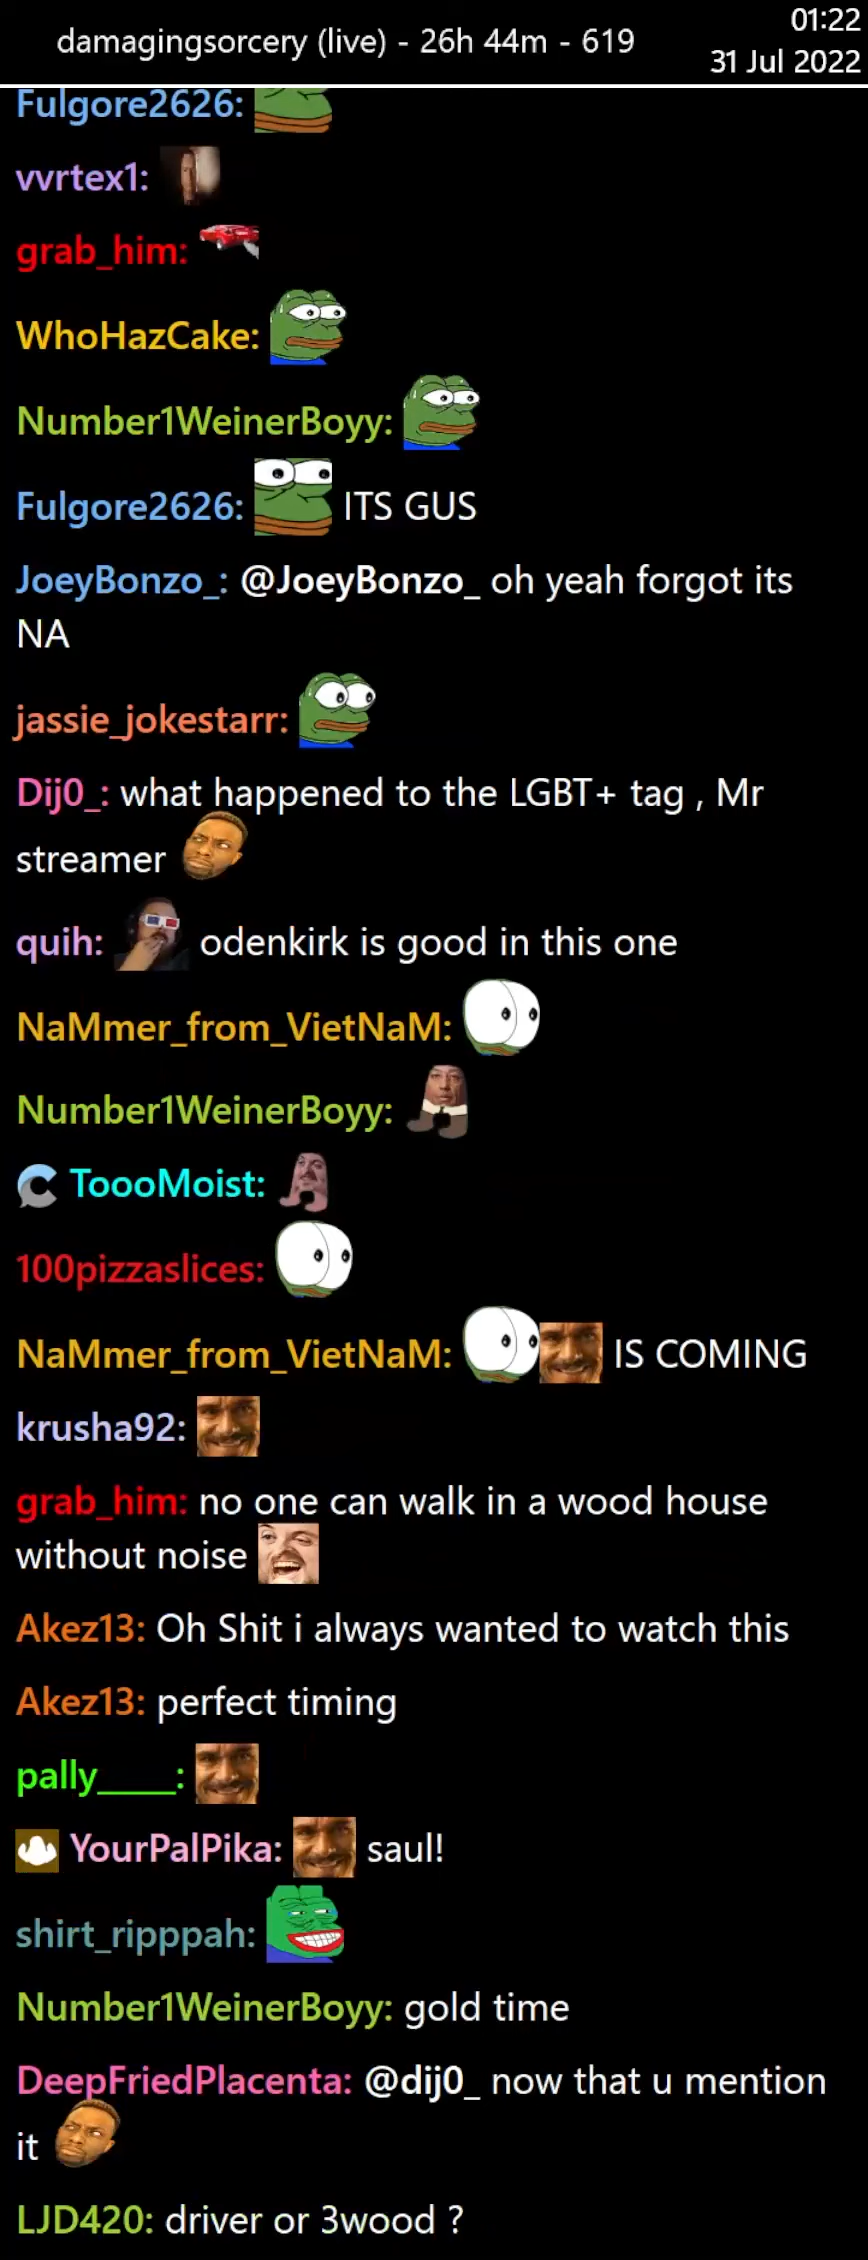 damagingsorcery (live) - 26h 44m - 619
01:22
31 Jul 2022
Fulgore2626:
vvrtex1:
grab_him:
WhoHazCake:
Number1WeinerBoyy:
Fulgore2626: ITS GUS
JoeyBonzo_: @JoeyBonzo_ oh yeah forgot its
NA
jassie_jokestarr:
Dij0_: what happened to the LGBT+ tag , Mr
streamer
quih: odenkirk is good in this one
NaMmer_from_VietNaM:
Number1WeinerBoyy:
ToooMoist:
100pizzaslices:
NaMmer_from_VietNaM: IS COMING
krusha92:
grab_him: no one can walk in a wood house
without noise
Akez13: Oh Shit i always wanted to watch this
Akez13: perfect timing
pally_____:
YourPalPika: saul!
shirt_ripppah:
Number1WeinerBoyy: gold time
DeepFriedPlacenta: @dij0_ now that u mention
it
LJD420: driver or 3wood ?